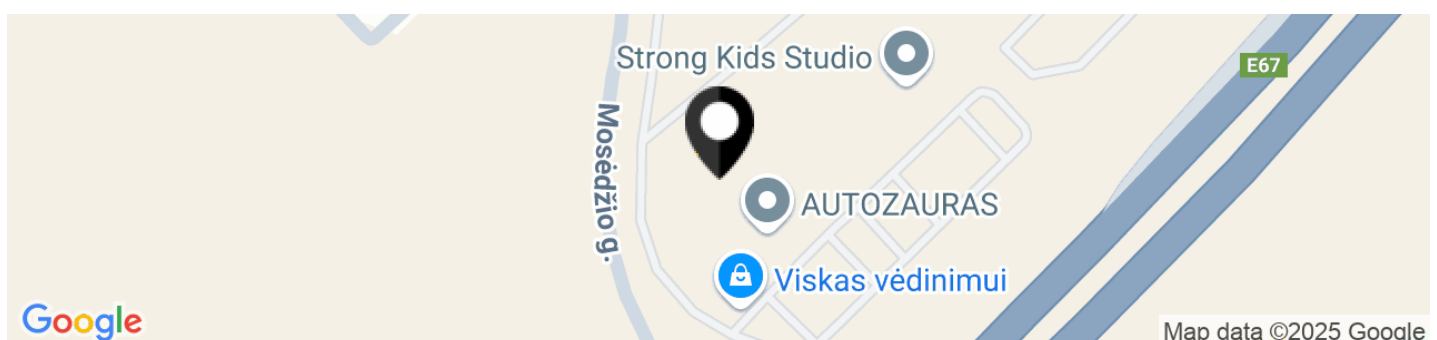 Strong Kids Studio
E67
Mosėdžio g.
AUTOZAURAS
Viskas vėdinimui
Google
Map data ©2025 Google